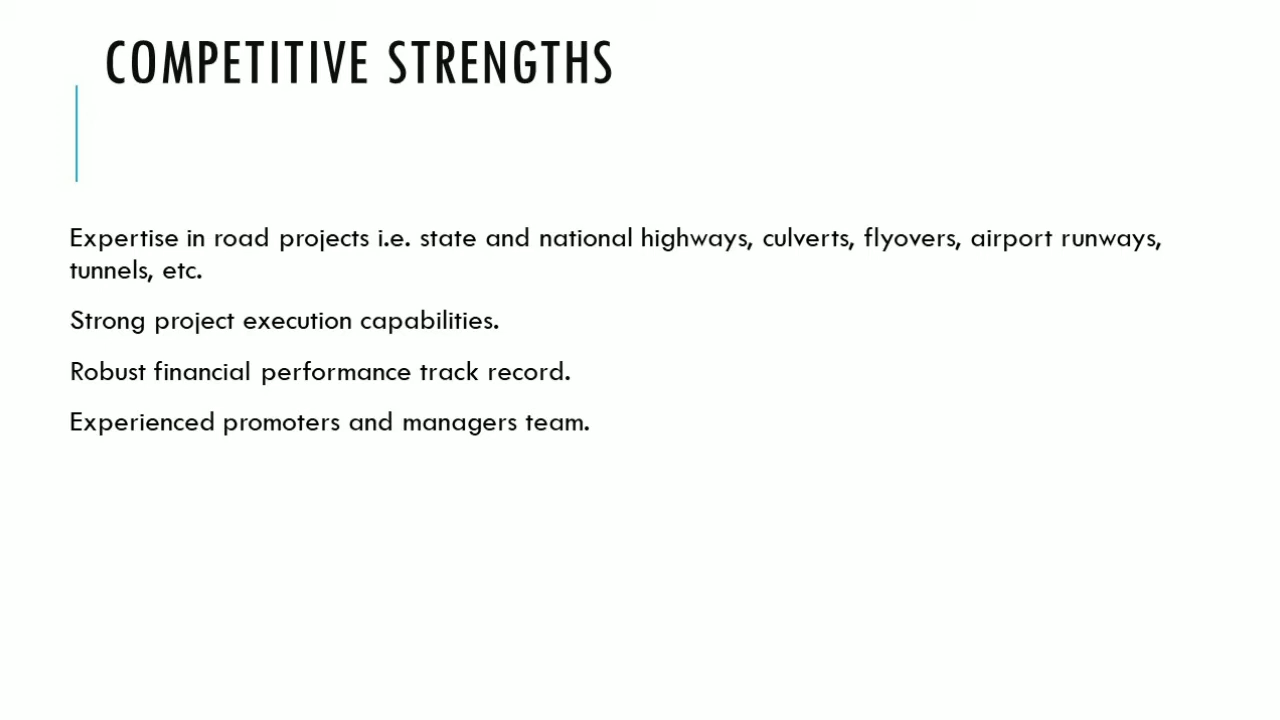 COMPETITIVE STRENGTHS
Expertise in road projects i.e. state and national highways, culverts, flyovers, airport runways,
tunnels, etc.
Strong project execution capabilities.
Robust financial performance track record.
Experienced promoters and managers team.